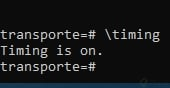 transporte=# \timing
Timing is on.
transporte=#